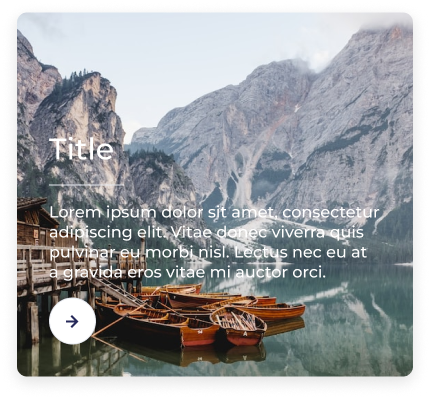 Title
Lorem ipsum dolor sit amet, consectetur
adipiscing elit. Vitae donec viverra quis
pulvinar eu morbi nisl. Lectus nec eu at
a gravida eros vitae mi auctor orci.